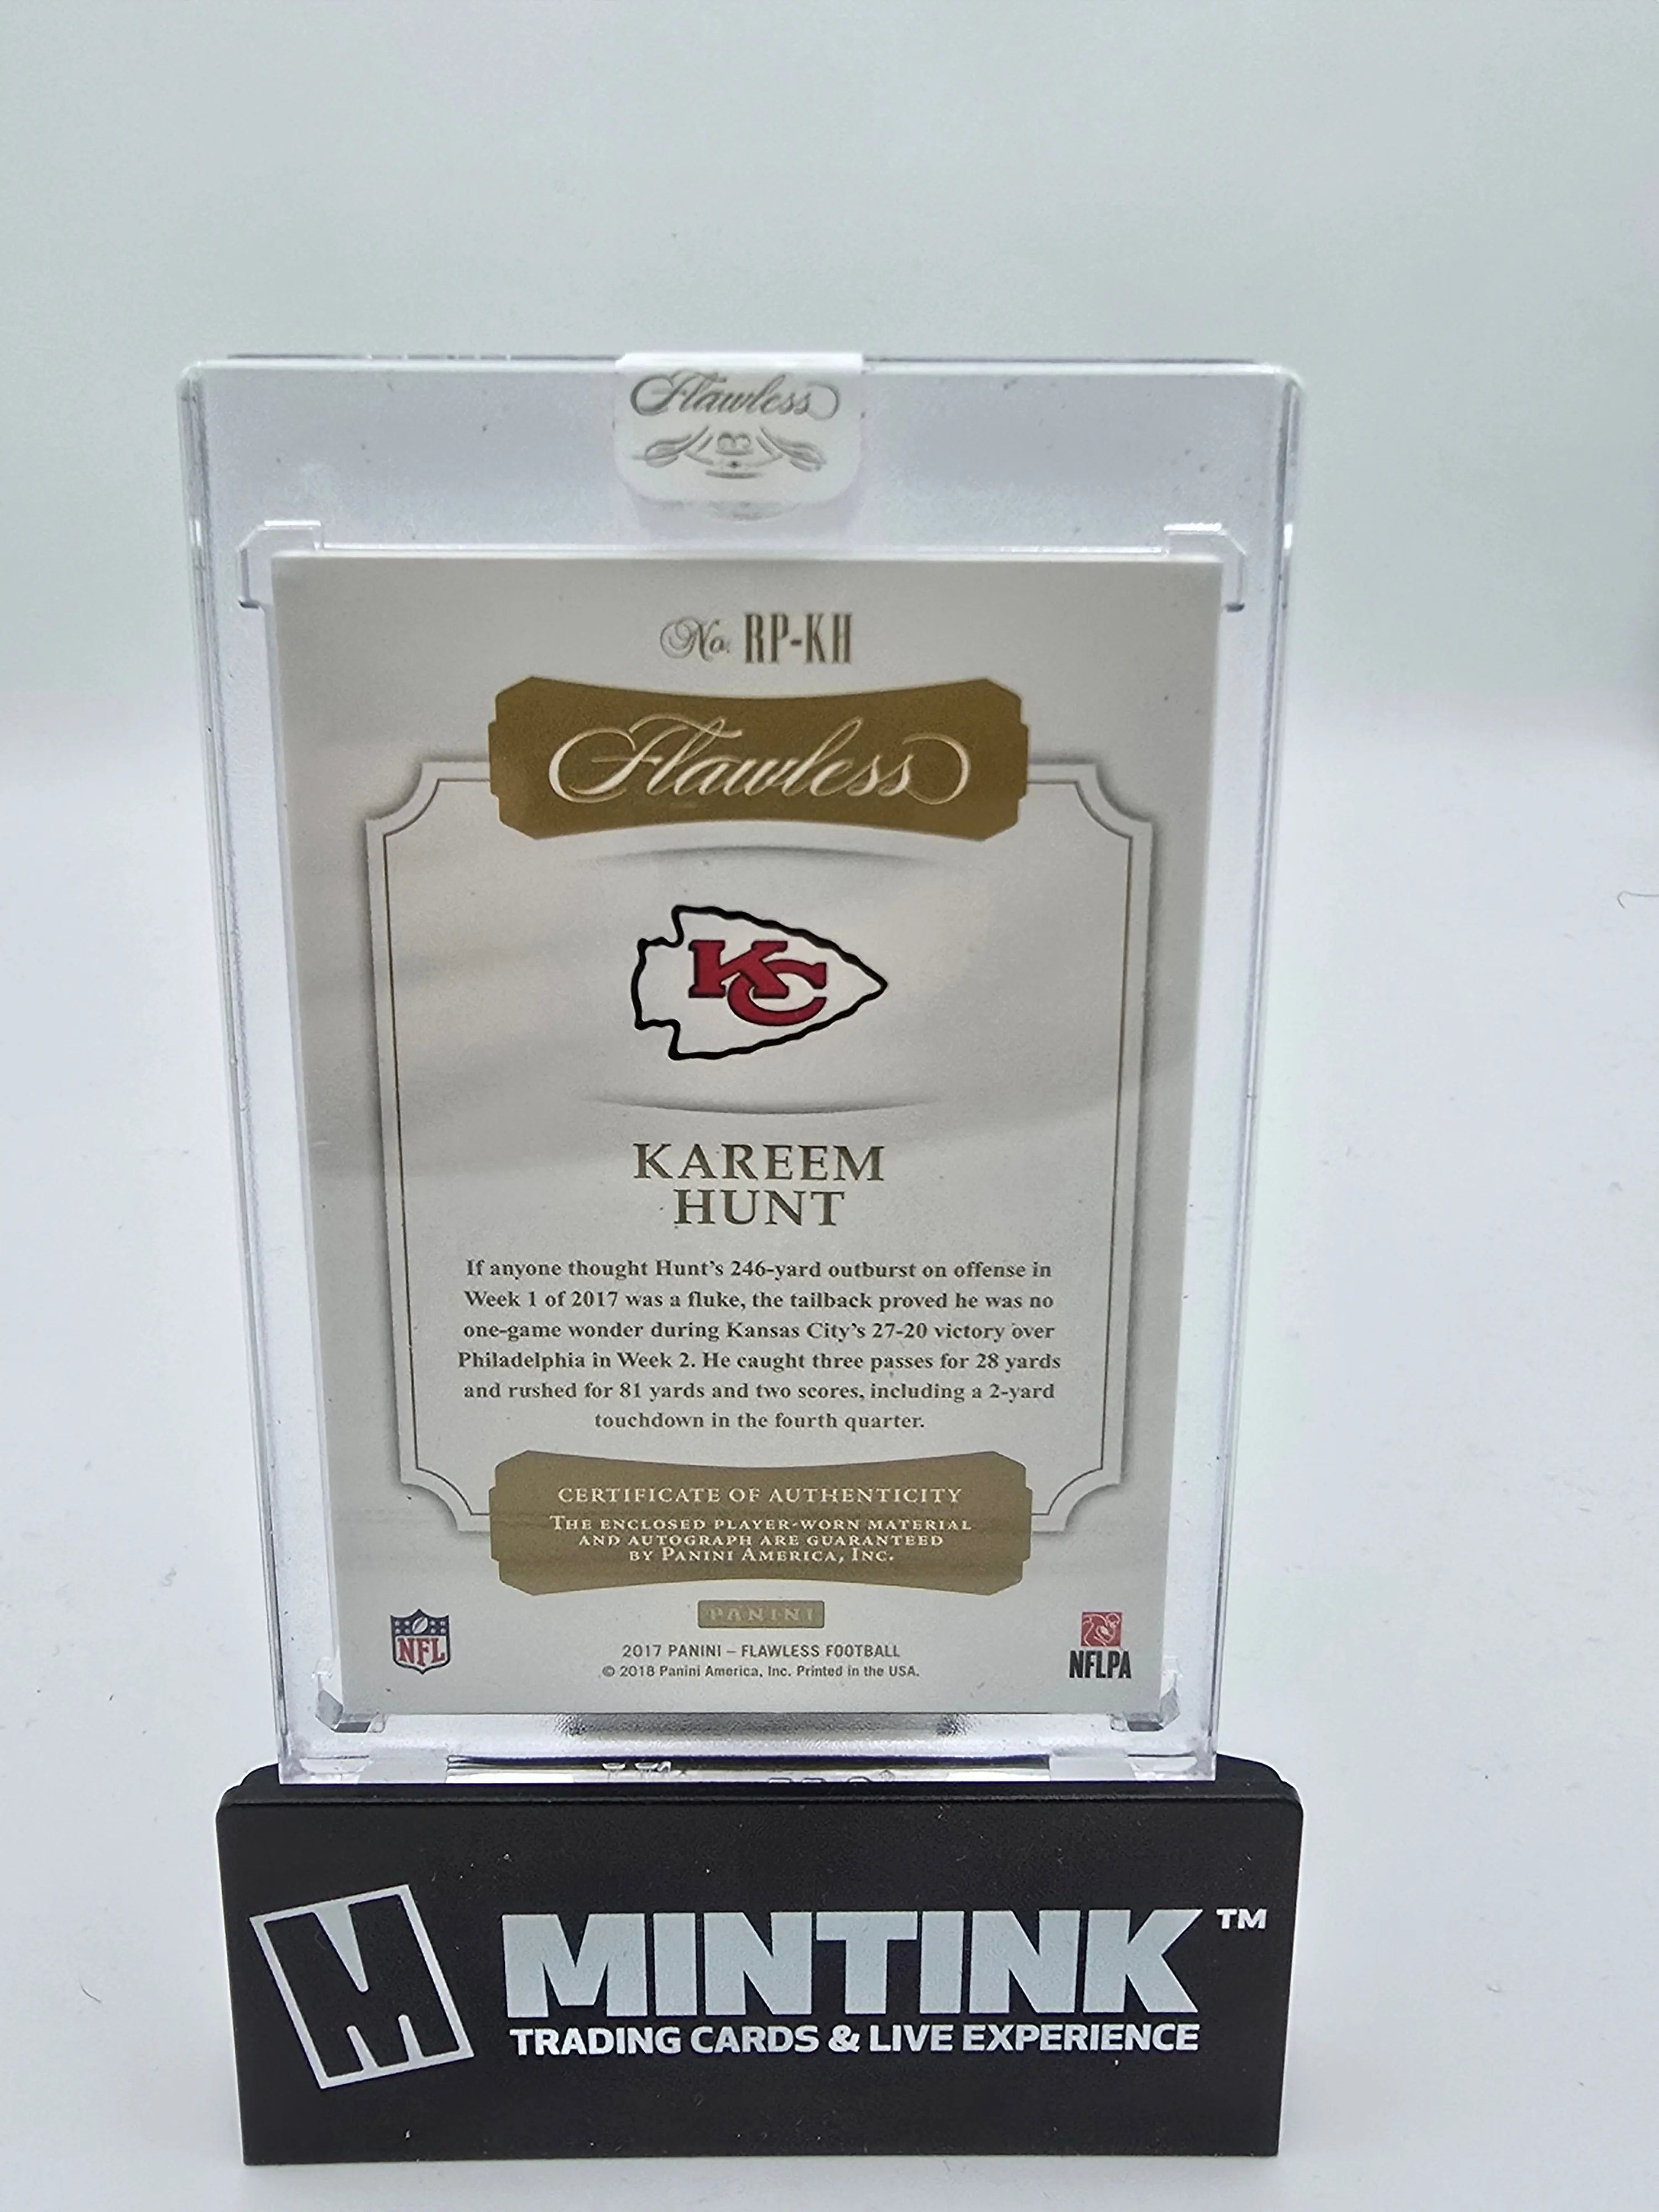 Flawless
No. RP-KH
Flawless
KC
KAREEM
HUNT
If anyone thought Hunt's 246-yard outburst on offense in
Week 1 of 2017 was a fluke, the tailback proved he was no
one-game wonder during Kansas City's 27-20 victory over
Philadelphia in Week 2. He caught three passes for 28 yards
and rushed for 81 yards and two scores, including a 2-yard
touchdown in the fourth quarter.
CERTIFICATE OF AUTHENTICITY
THE ENCLOSED PLAYER-WORN MATERIAL
AND AUTOGRAPH ARE GUARANTEED
BY PANINI AMERICA, INC.
PANINI
NFL
2017 PANINI – FLAWLESS FOOTBALL
© 2018 Panini America, Inc. Printed in the USA.
NFLPA
M MINTINK™
TRADING CARDS & LIVE EXPERIENCE